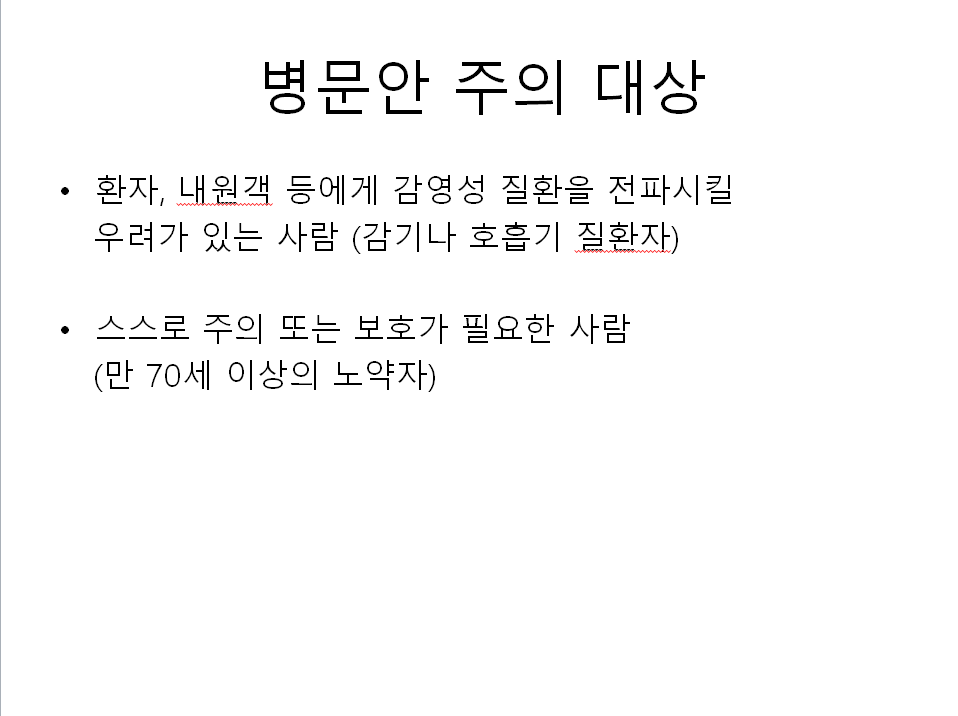 병문안 주의 대상
• 환자, 내원객 등에게 감영성 질환을 전파시킬
우려가 있는 사람 (감기나 호흡기 질환자)
• 스스로 주의 또는 보호가 필요한 사람
(만 70세 이상의 노약자)